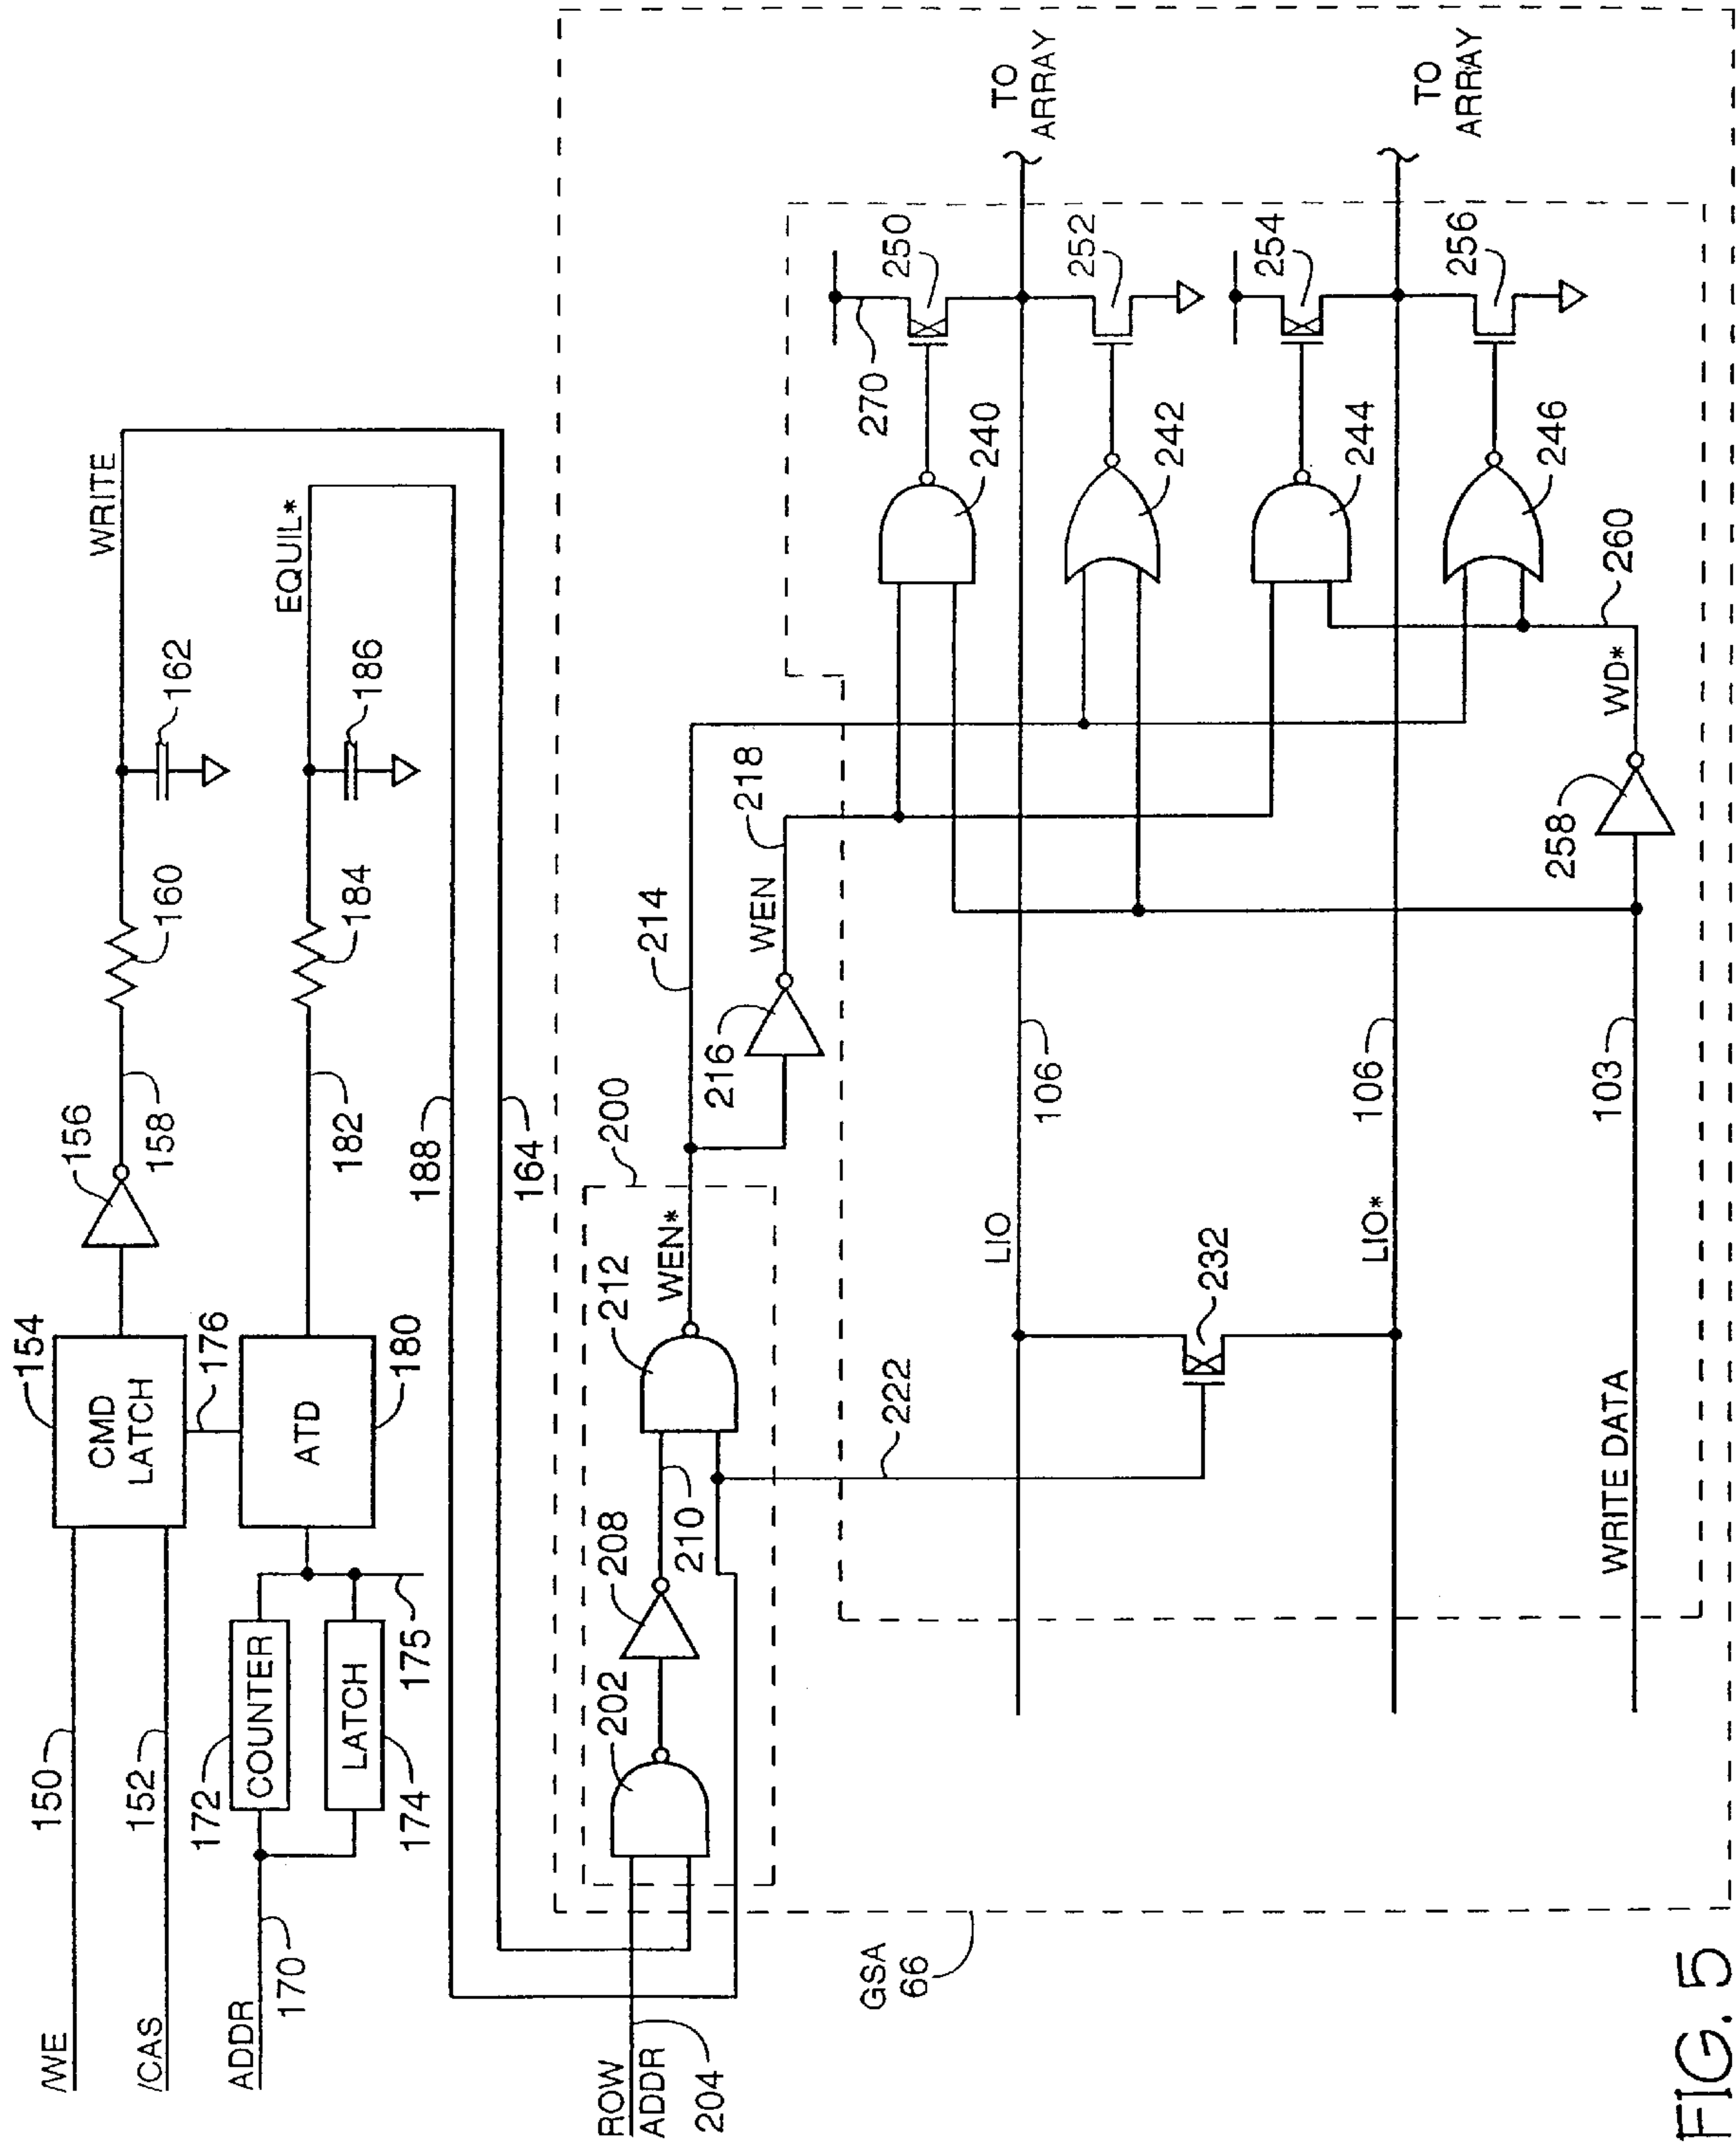 /WE
150
/CAS
152
154
CMD
LATCH
156
158
160
162
WRITE
176
ADDR
170
172
COUNTER
LATCH
174
175
ATD
180
182
184
186
EQUIL*
188
164
ROW
ADDR
204
GSA
66
200
202
208
210
212
WEN*
214
216
WEN
218
222
LIO
106
232
LIO*
106
WRITE DATA
103
258
WD*
260
240
242
244
246
270
250
252
254
256
TO
ARRAY
TO
ARRAY
FIG. 5